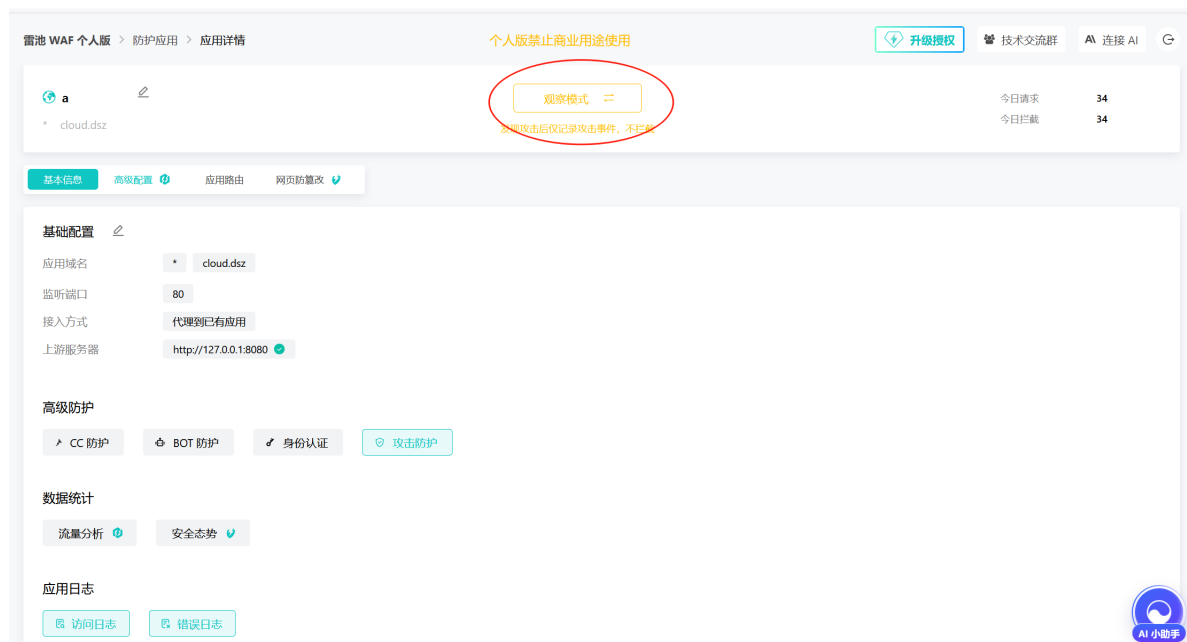 雷池 WAF 个人版 > 防护应用 > 应用详情 个人版禁止商业用途使用 升级授权 技术交流群 连接 AI
a 观察模式 今日请求 34
* cloud.dsz 发现攻击后仅记录攻击事件，不拦截 今日拦截 34
基本信息 高级配置 应用路由 网页防篡改
基础配置
应用域名 * cloud.dsz
监听端口 80
接入方式 代理到已有应用
上游服务器 http://127.0.0.1:8080
高级防护
CC 防护 BOT 防护 身份认证 攻击防护
数据统计
流量分析 安全态势
应用日志
访问日志 错误日志
AI 小助手